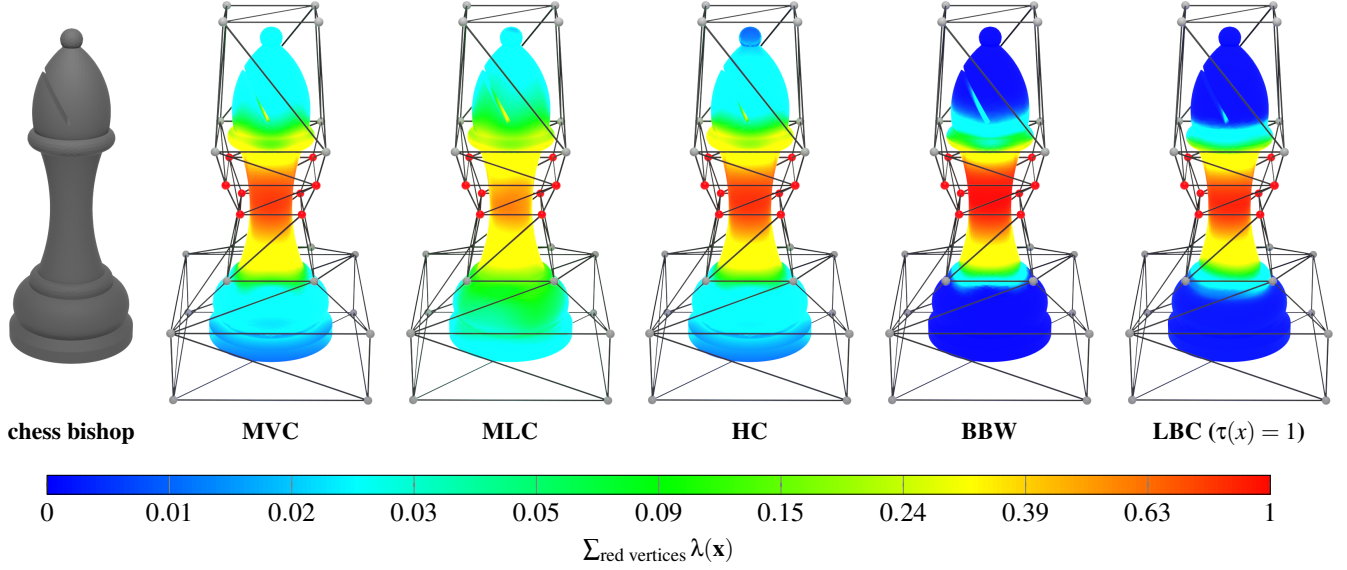 chess bishop MVC MLC HC BBW LBC (τ(x) = 1)
0 0.01 0.02 0.03 0.05 0.09 0.15 0.24 0.39 0.63 1
∑red vertices λ(x)